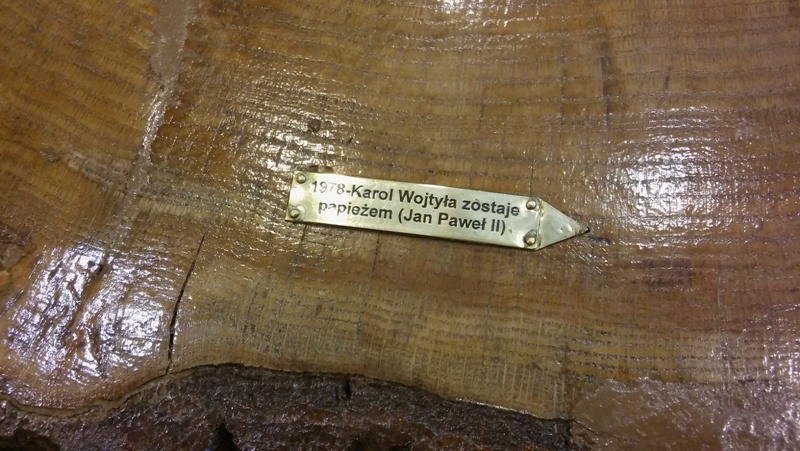 1978-Karol Wojtyła zostaje
papieżem (Jan Paweł II)